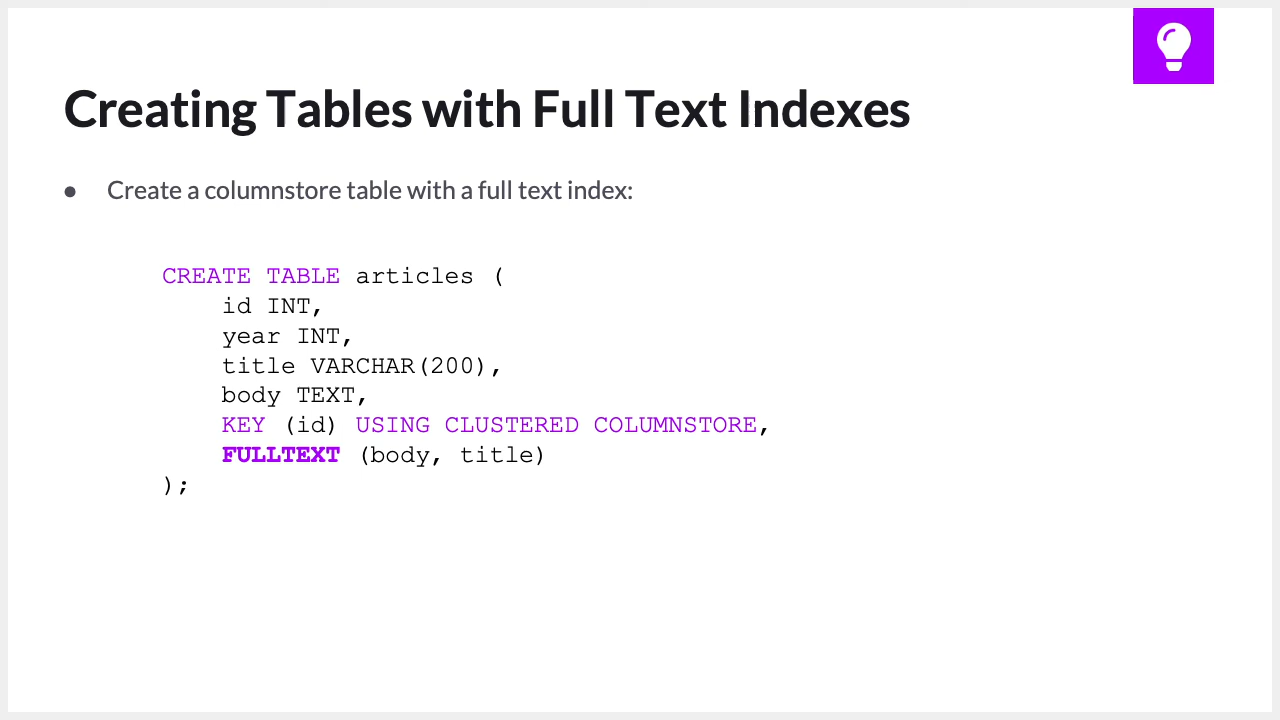 Creating Tables with Full Text Indexes
● Create a columnstore table with a full text index:
CREATE TABLE articles (
    id INT,
    year INT,
    title VARCHAR(200),
    body TEXT,
    KEY (id) USING CLUSTERED COLUMNSTORE,
    FULLTEXT (body, title)
);